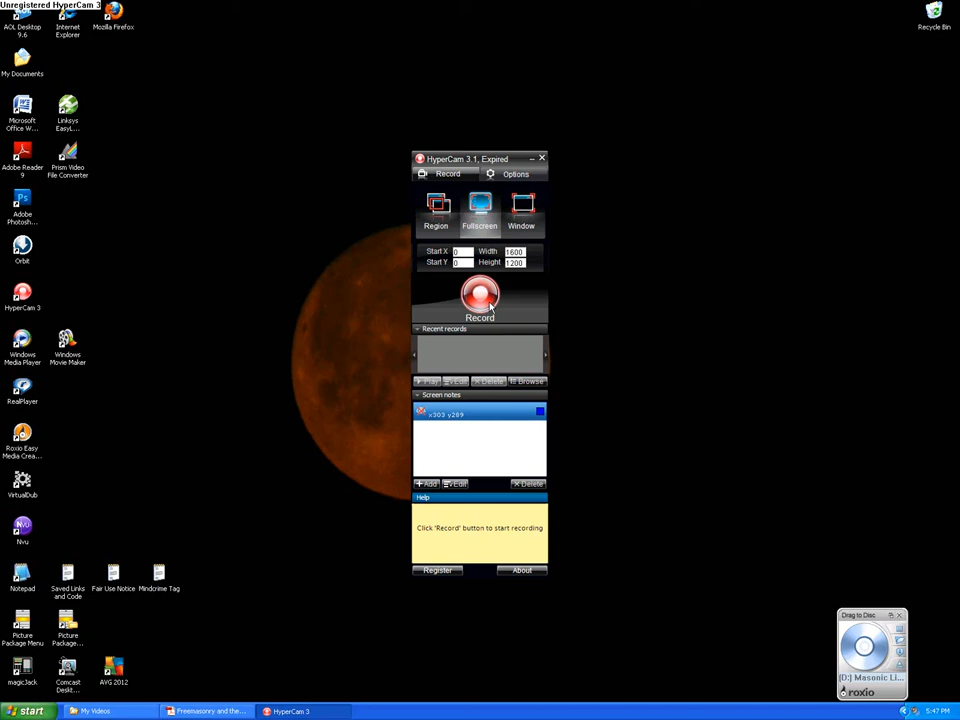 Unregistered HyperCam 3
AOL Desktop
9.6
Internet
Explorer
Mozilla Firefox
Recycle Bin
My Documents
Microsoft
Office W...
Linksys
EasyL...
Adobe Reader
9
Prism Video
File Converter
Adobe
Photosh...
Orbit
HyperCam 3
Windows
Media Player
Windows
Movie Maker
RealPlayer
Roxio Easy
Media Crea...
VirtualDub
Nvu
Notepad
Saved Links
and Code
Fair Use Notice
Mindcrime Tag
Picture
Package Menu
Picture
Package...
magicJack
Comcast
Deskt...
AVG 2012
HyperCam 3.1, Expired
Record
Options
Region
Fullscreen
Window
Start X 0 Width 1600
Start Y 0 Height 1200
Record
Recent records
Play Edit Delete Browse
Screen notes
x303 y289
Add Edit Delete
Help
Click 'Record' button to start recording
Register
About
Drag to Disc
[D:] Masonic Li...
roxio
start
My Videos
Freemasonry and the...
HyperCam 3
5:47 PM